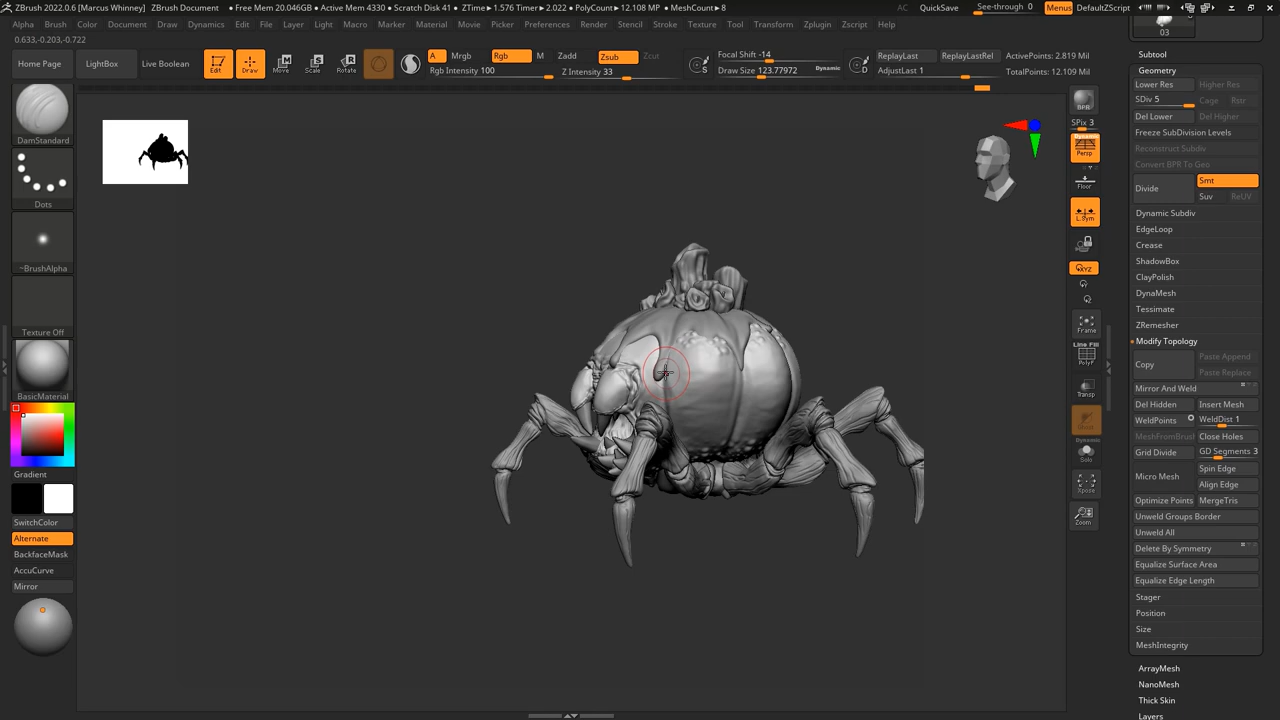 ZBrush 2022.0.6 [Marcus Whinney] ZBrush Document ● Free Mem 20.046GB ● Active Mem 4330 ● Scratch Disk 41 ● ZTime►1.576 Timer►2.022 ● PolyCount►12.108 MP ● MeshCount►8 AC QuickSave See-through 0 Menus DefaultZScript
Alpha Brush Color Document Draw Dynamics Edit File Layer Light Macro Marker Material Movie Picker Preferences Render Stencil Stroke Texture Tool Transform Zplugin Zscript Help
0.633,-0.203,-0.722
03
Home Page LightBox Live Boolean Edit Draw Move Scale Rotate
A Mrgb Rgb M Zadd Zsub Zcut
Rgb Intensity 100 Z Intensity 33
S Focal Shift -14
Draw Size 123.77972 Dynamic
D ReplayLast ReplayLastRel
AdjustLast 1
ActivePoints: 2.819 Mil
TotalPoints: 12.109 Mil
DamStandard
Dots
~BrushAlpha
Texture Off
BasicMaterial
Gradient
SwitchColor
Alternate
BackfaceMask
AccuCurve
Mirror
BPR
SPix 3
Dynamic
Persp
Floor
L.Sym
XYZ
Frame
Line Fill
PolyF
Transp
Dynamic
Solo
Xpose
Zoom
Subtool
Geometry
Lower Res Higher Res
SDiv 5 Cage Rstr
Del Lower Del Higher
Freeze SubDivision Levels
Reconstruct Subdiv
Convert BPR To Geo
Divide Smt
Suv ReUV
Dynamic Subdiv
EdgeLoop
Crease
ShadowBox
ClayPolish
DynaMesh
Tessimate
ZRemesher
Modify Topology
Copy Paste Append
Paste Replace
Mirror And Weld
Del Hidden Insert Mesh
WeldPoints WeldDist 1
MeshFromBrush Close Holes
Grid Divide GD Segments 3
Micro Mesh Spin Edge
Align Edge
Optimize Points MergeTris
Unweld Groups Border
Unweld All
Delete By Symmetry
Equalize Surface Area
Equalize Edge Length
Stager
Position
Size
MeshIntegrity
ArrayMesh
NanoMesh
Thick Skin
Layers